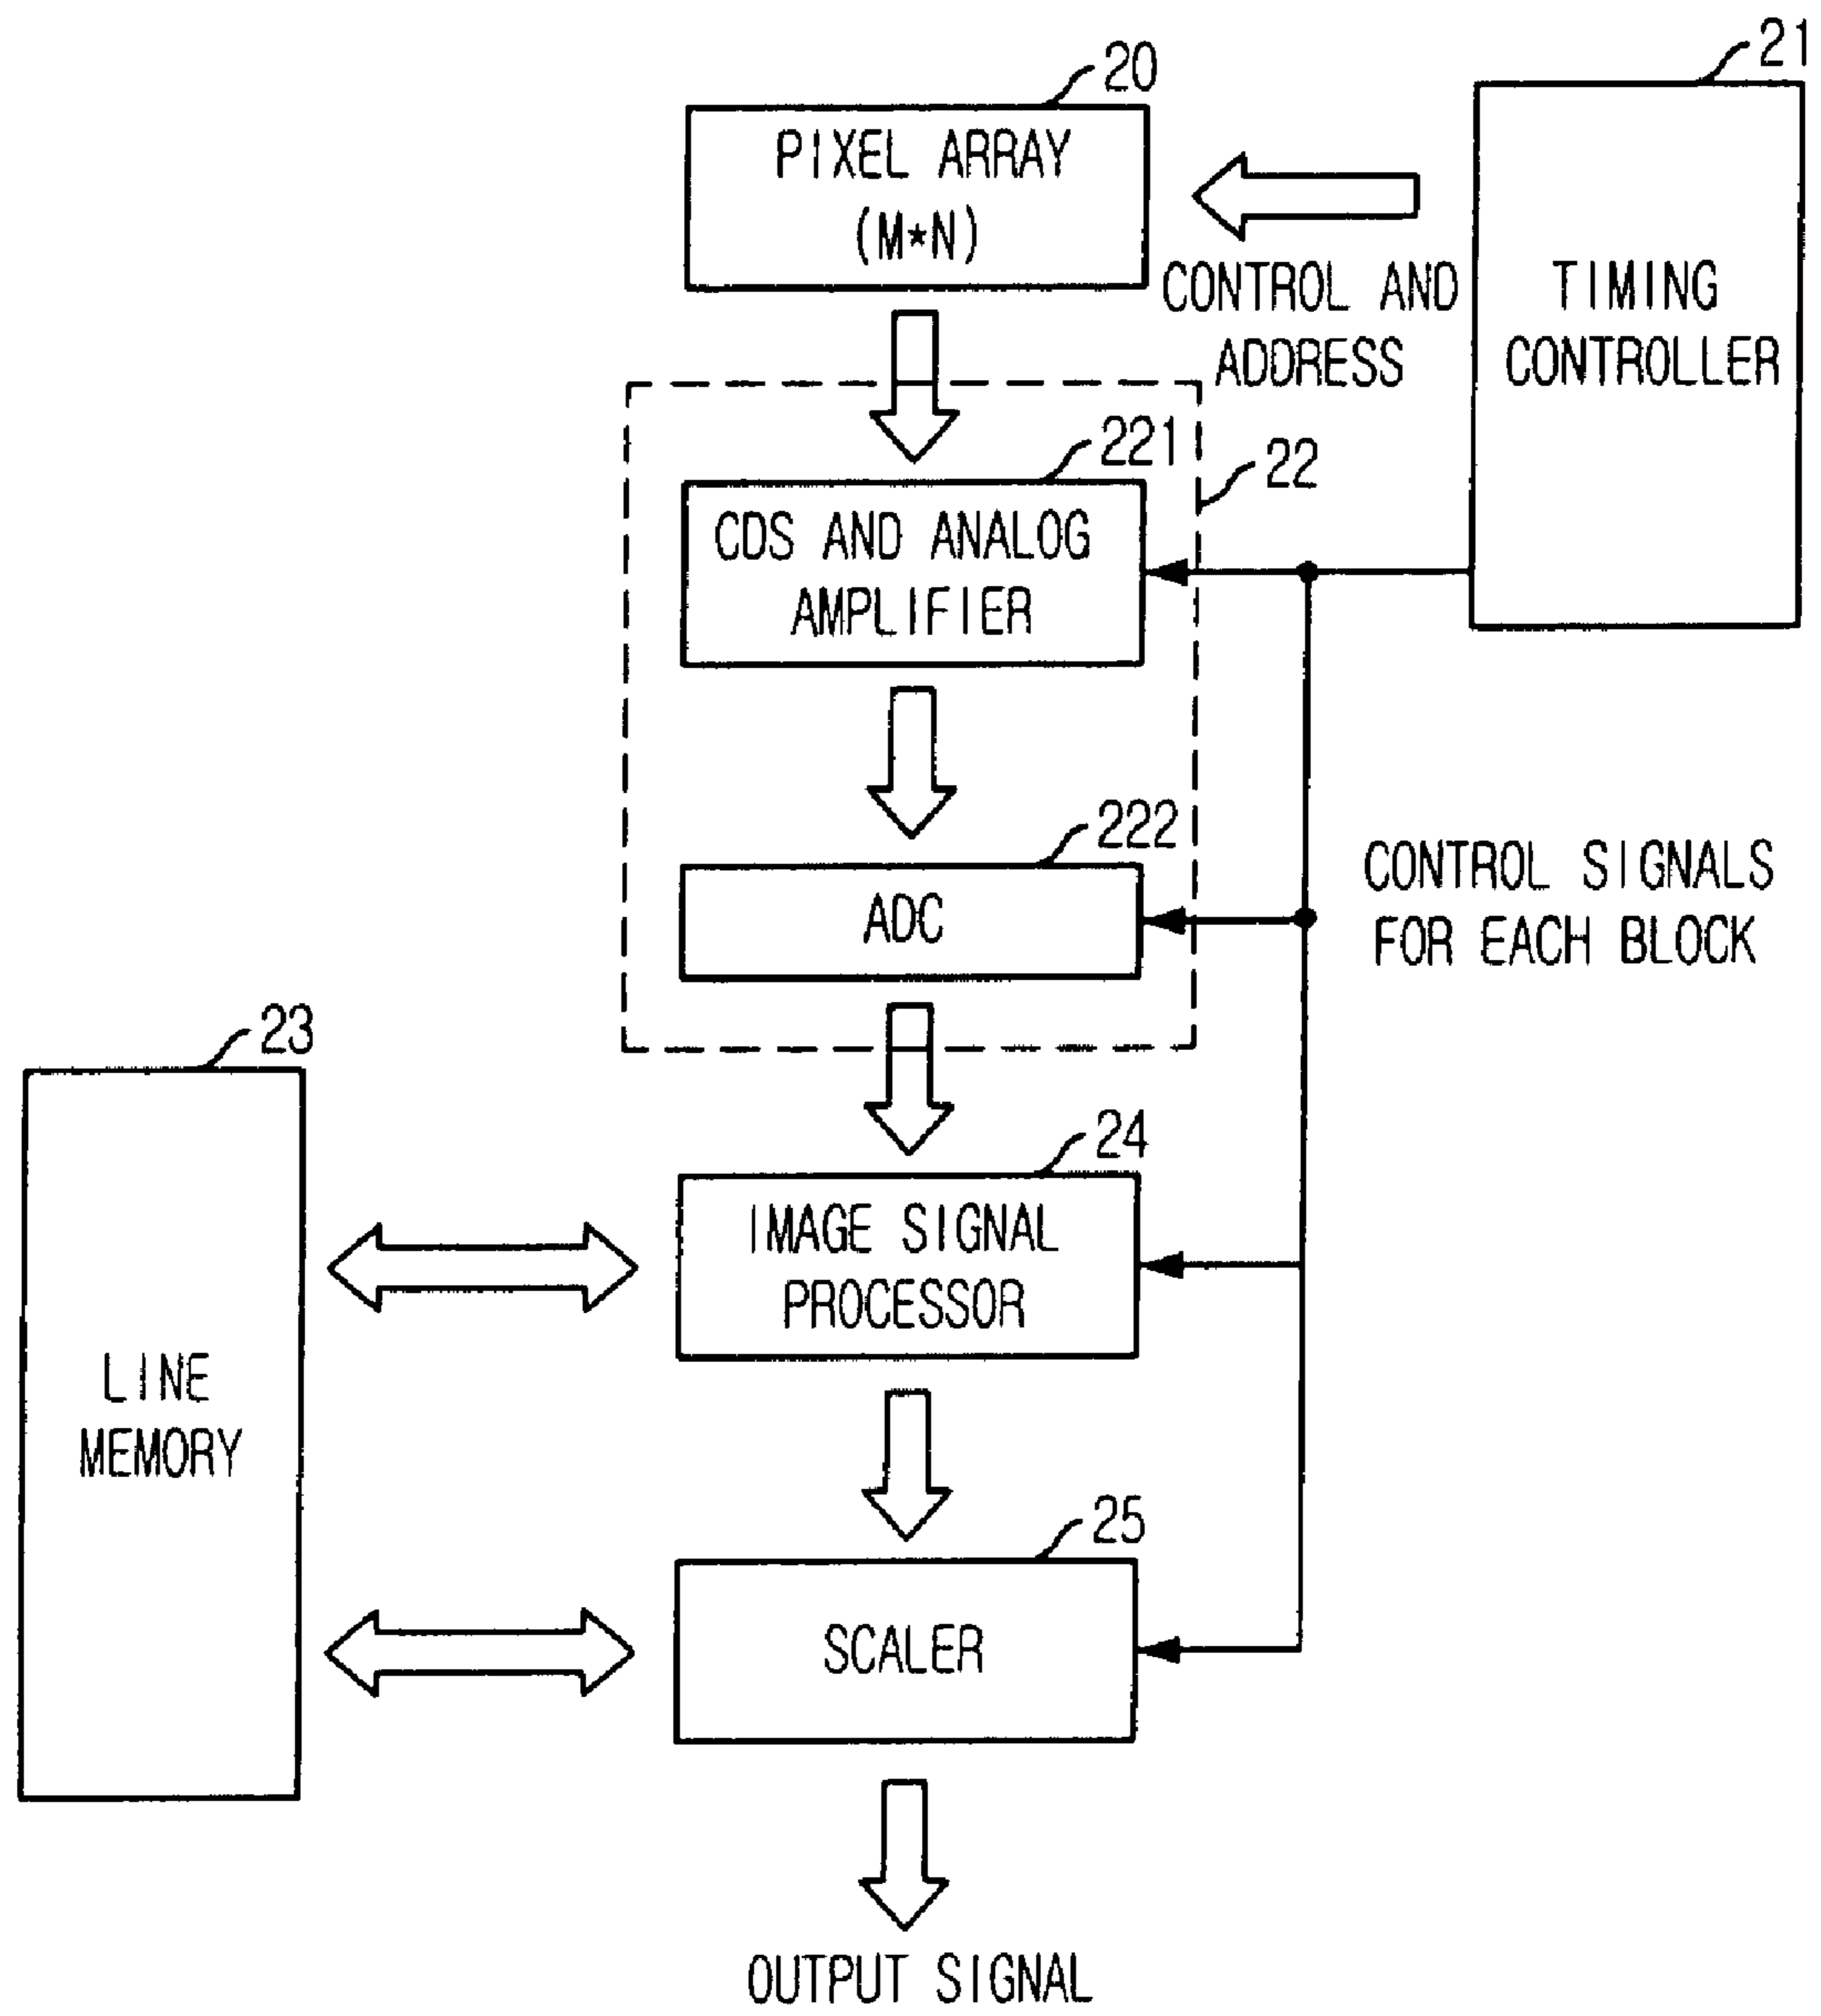 21
20
PIXEL ARRAY
(M*N)
CONTROL AND
ADDRESS
TIMING
CONTROLLER
221
22
CDS AND ANALOG
AMPLIFIER
222
ADC
CONTROL SIGNALS
FOR EACH BLOCK
23
24
IMAGE SIGNAL
PROCESSOR
LINE
MEMORY
25
SCALER
OUTPUT SIGNAL